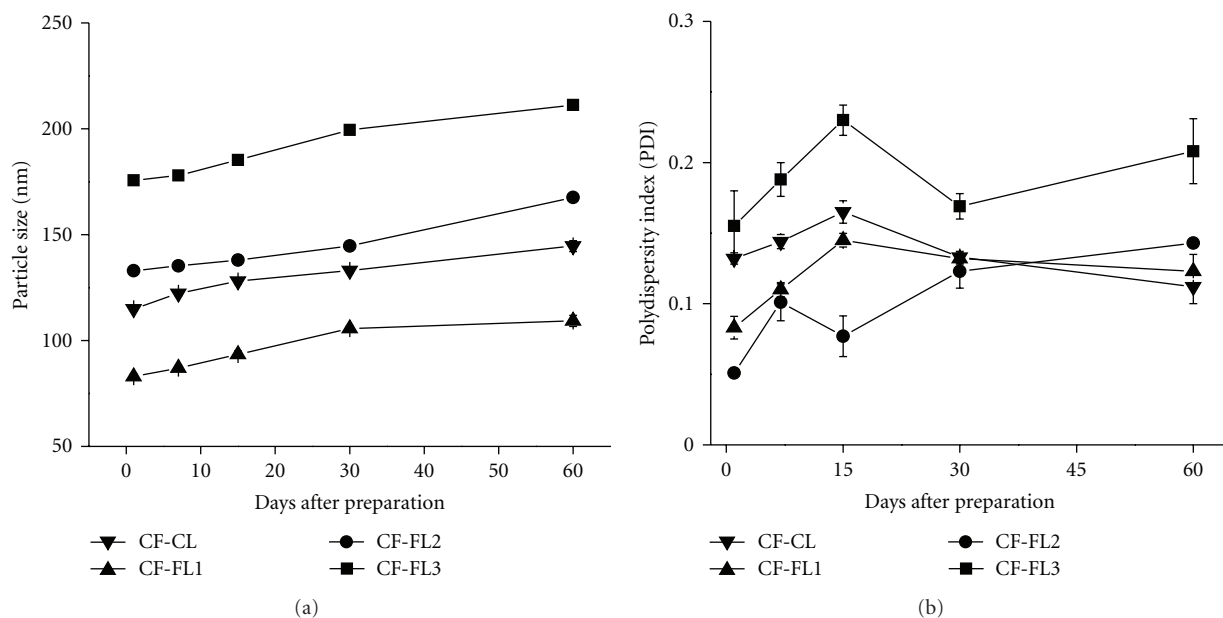 250
200
150
100
50
Particle size (nm)
0 10 20 30 40 50 60
Days after preparation
CF-CL CF-FL2
CF-FL1 CF-FL3
(a)
0.3
0.2
0.1
0
Polydispersity index (PDI)
0 15 30 45 60
Days after preparation
CF-CL CF-FL2
CF-FL1 CF-FL3
(b)